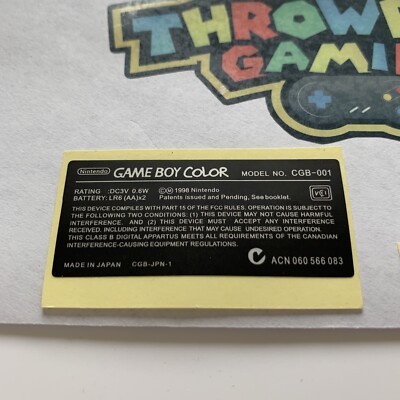 THROWB
GAMIN
Nintendo GAME BOY COLOR MODEL NO. CGB-001
RATING :DC3V 0.6W ©Ⓜ1998 Nintendo
BATTERY: LR6 (AA)x2 Patents issued and Pending, See booklet.
THIS DEVICE COMPLIES WITH PART 15 OF THE FCC RULES. OPERATION IS SUBJECT TO
THE FOLLOWING TWO CONDITIONS: (1) THIS DEVICE MAY NOT CAUSE HARMFUL
INTERFERENCE, AND (2) THIS DEVICE MUST ACCEPT ANY INTERFERENCE
RECEIVED. INCLUDING INTERFERENCE THAT MAY CAUSE UNDESIRED OPERATION.
THIS CLASS B DIGITAL APPARTUS MEETS ALL REQUIREMENTS OF THE CANADIAN
INTERFERENCE-CAUSING EQUIPMENT REGULATIONS.
MADE IN JAPAN CGB-JPN-1 ACN 060 566 083